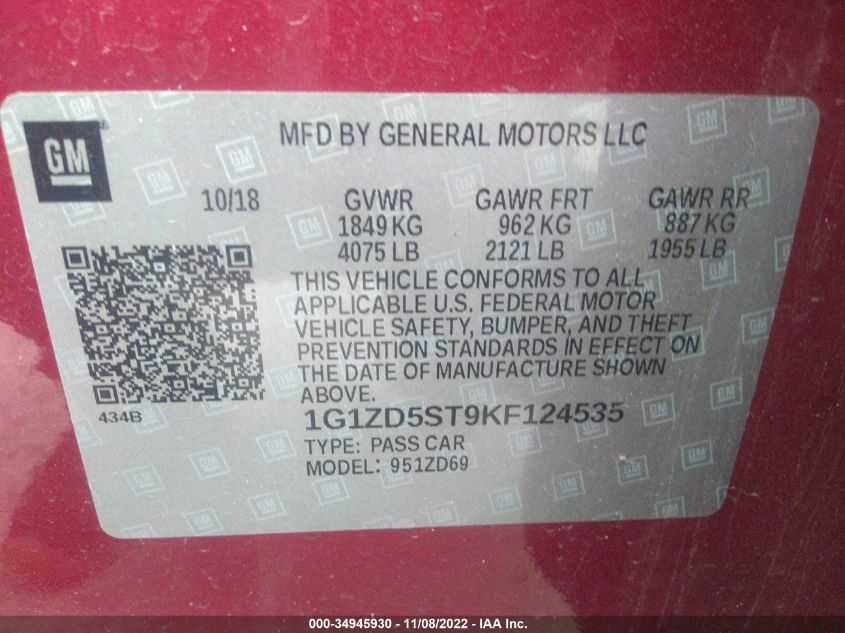 GM
MFD BY GENERAL MOTORS LLC
10/18 GVWR GAWR FRT GAWR RR
1849 KG 962 KG 887 KG
4075 LB 2121 LB 1955 LB
THIS VEHICLE CONFORMS TO ALL
APPLICABLE U.S. FEDERAL MOTOR
VEHICLE SAFETY, BUMPER, AND THEFT
PREVENTION STANDARDS IN EFFECT ON
THE DATE OF MANUFACTURE SHOWN
ABOVE.
434B
1G1ZD5ST9KF124535
TYPE: PASS CAR
MODEL: 951ZD69
000-34945930 - 11/08/2022 - IAA Inc.